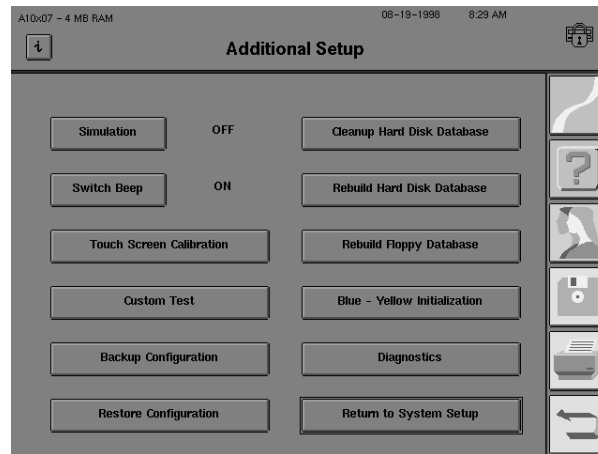 A10x07 – 4 MB RAM 08–19–1998 8:29 AM
i Additional Setup
Simulation OFF Cleanup Hard Disk Database
Switch Beep ON Rebuild Hard Disk Database
?
Touch Screen Calibration Rebuild Floppy Database
Custom Test Blue – Yellow Initialization
Backup Configuration Diagnostics
Restore Configuration Return to System Setup